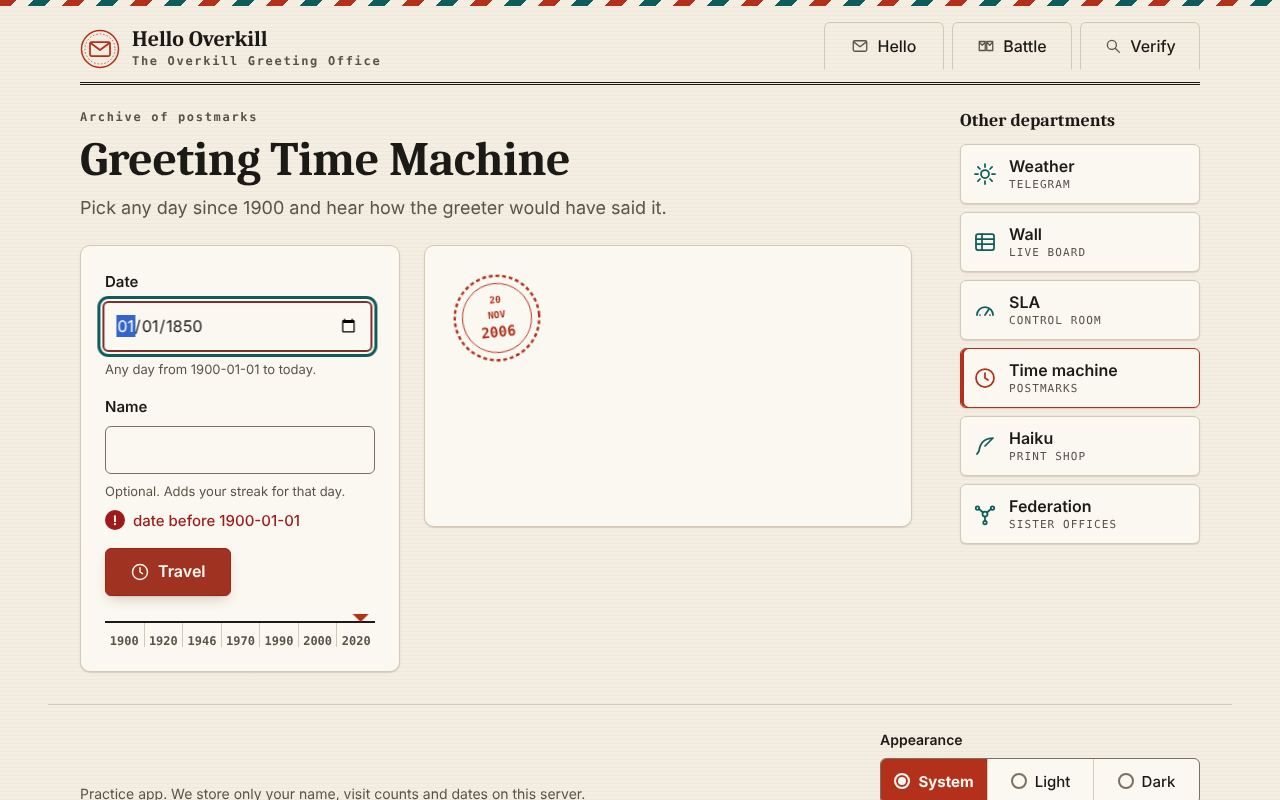 Hello Overkill
The Overkill Greeting Office
Hello
Battle
Verify
Archive of postmarks
Greeting Time Machine
Pick any day since 1900 and hear how the greeter would have said it.
Date
01/01/1850
Any day from 1900-01-01 to today.
Name
Optional. Adds your streak for that day.
! date before 1900-01-01
Travel
1900 1920 1946 1970 1990 2000 2020
20
NOV
2006
Other departments
Weather
TELEGRAM
Wall
LIVE BOARD
SLA
CONTROL ROOM
Time machine
POSTMARKS
Haiku
PRINT SHOP
Federation
SISTER OFFICES
Appearance
System
Light
Dark
Practice app. We store only your name, visit counts and dates on this server.